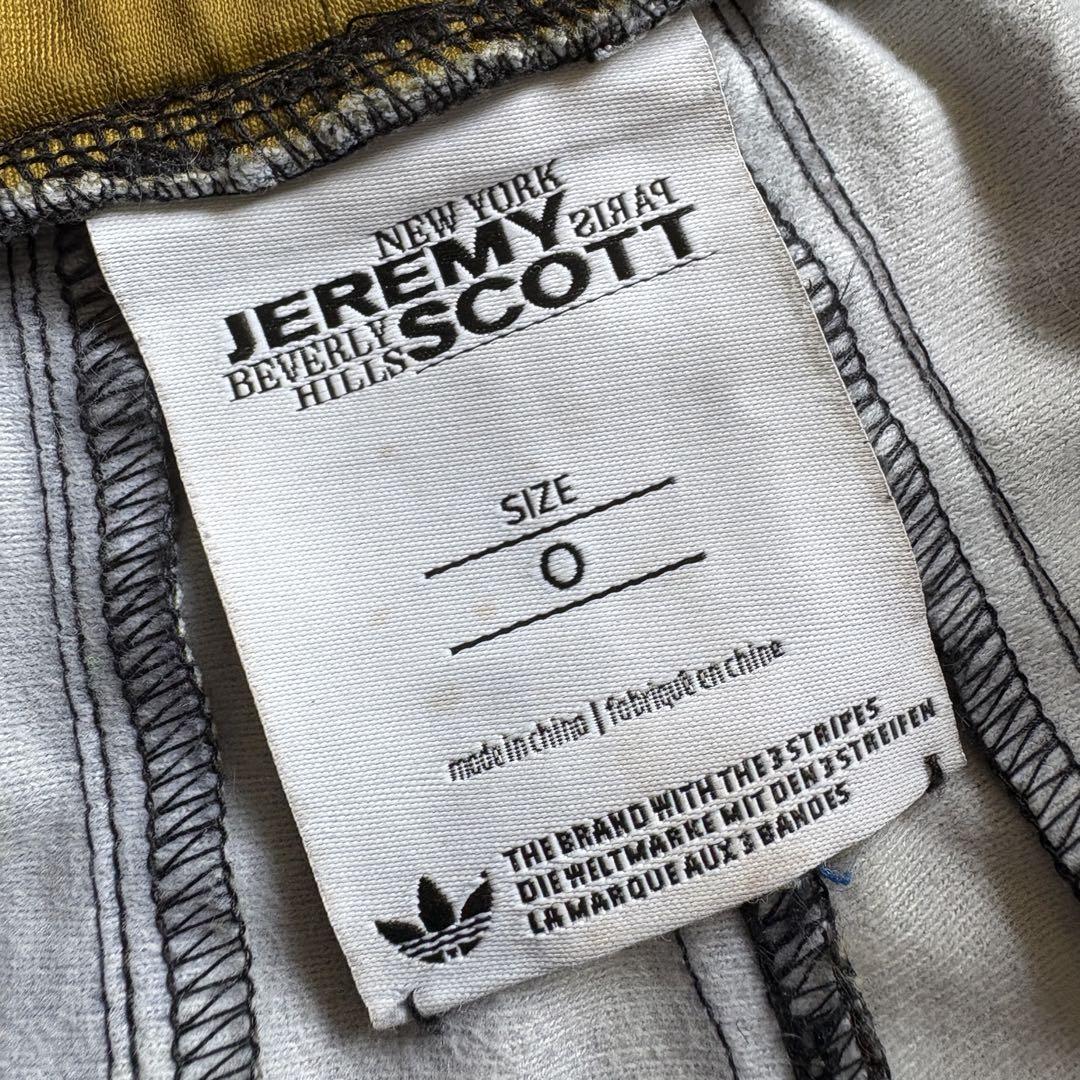 NEW YORK
JEREMY PARIS
BEVERLY SCOTT
HILLS
SIZE
O
made in china | fabriqué en chine
THE BRAND WITH THE 3 STRIPES
DIE WELTMARKE MIT DEN 3 STREIFEN
LA MARQUE AUX 3 BANDES